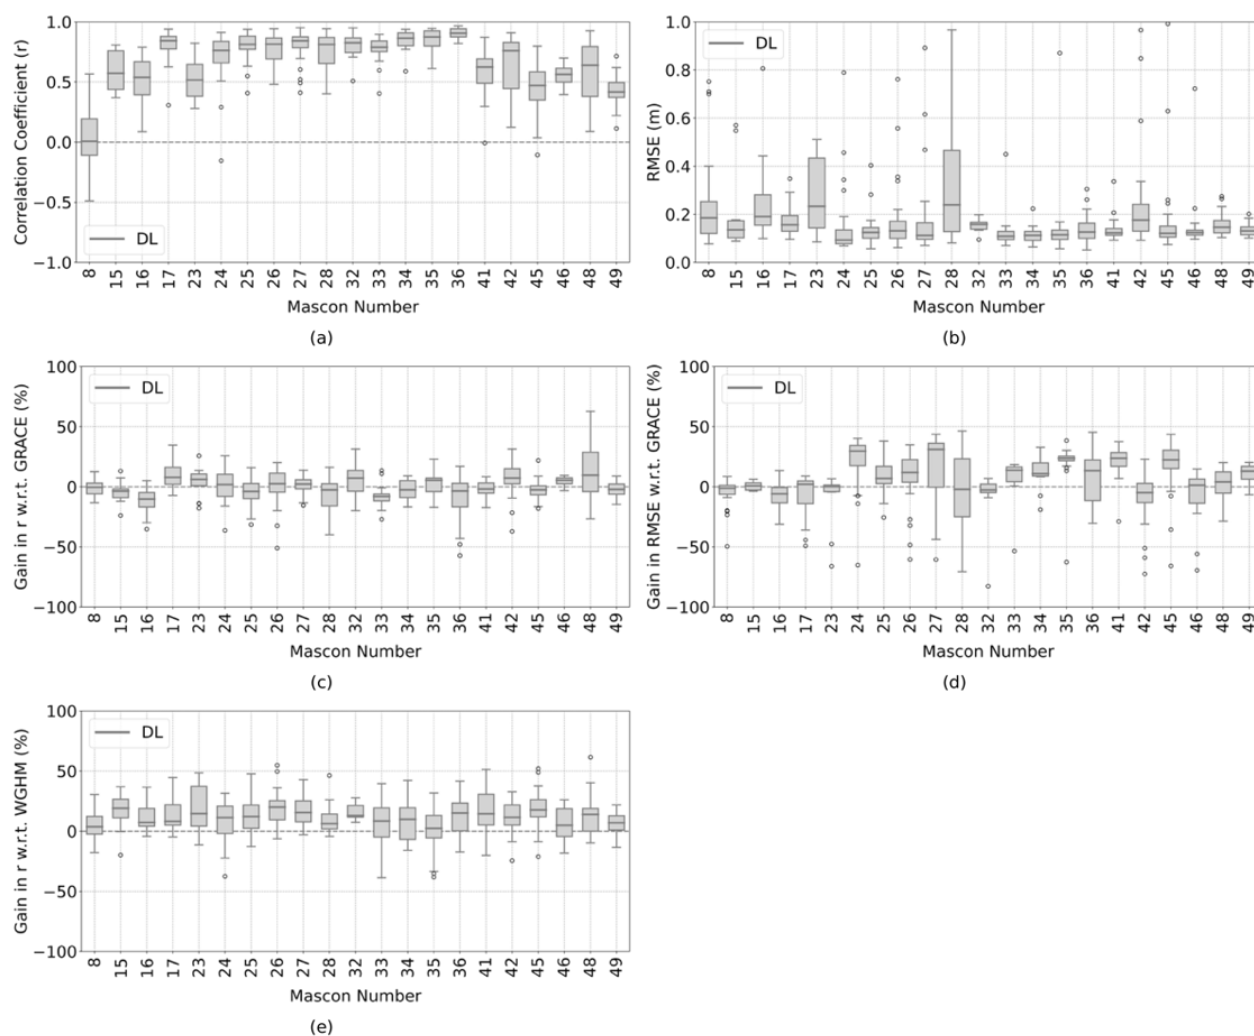 1.0
0.5
0.0
−0.5
−1.0
Correlation Coefficient (r)
DL
8 15 16 17 23 24 25 26 27 28 32 33 34 35 36 41 42 45 46 48 49
Mascon Number
(a)
1.0
0.8
0.6
0.4
0.2
0.0
RMSE (m)
DL
8 15 16 17 23 24 25 26 27 28 32 33 34 35 36 41 42 45 46 48 49
Mascon Number
(b)
100
50
0
−50
−100
Gain in r w.r.t. GRACE (%)
DL
8 15 16 17 23 24 25 26 27 28 32 33 34 35 36 41 42 45 46 48 49
Mascon Number
(c)
100
50
0
−50
−100
Gain in RMSE w.r.t. GRACE (%)
DL
8 15 16 17 23 24 25 26 27 28 32 33 34 35 36 41 42 45 46 48 49
Mascon Number
(d)
100
50
0
−50
−100
Gain in r w.r.t. WGHM (%)
DL
8 15 16 17 23 24 25 26 27 28 32 33 34 35 36 41 42 45 46 48 49
Mascon Number
(e)